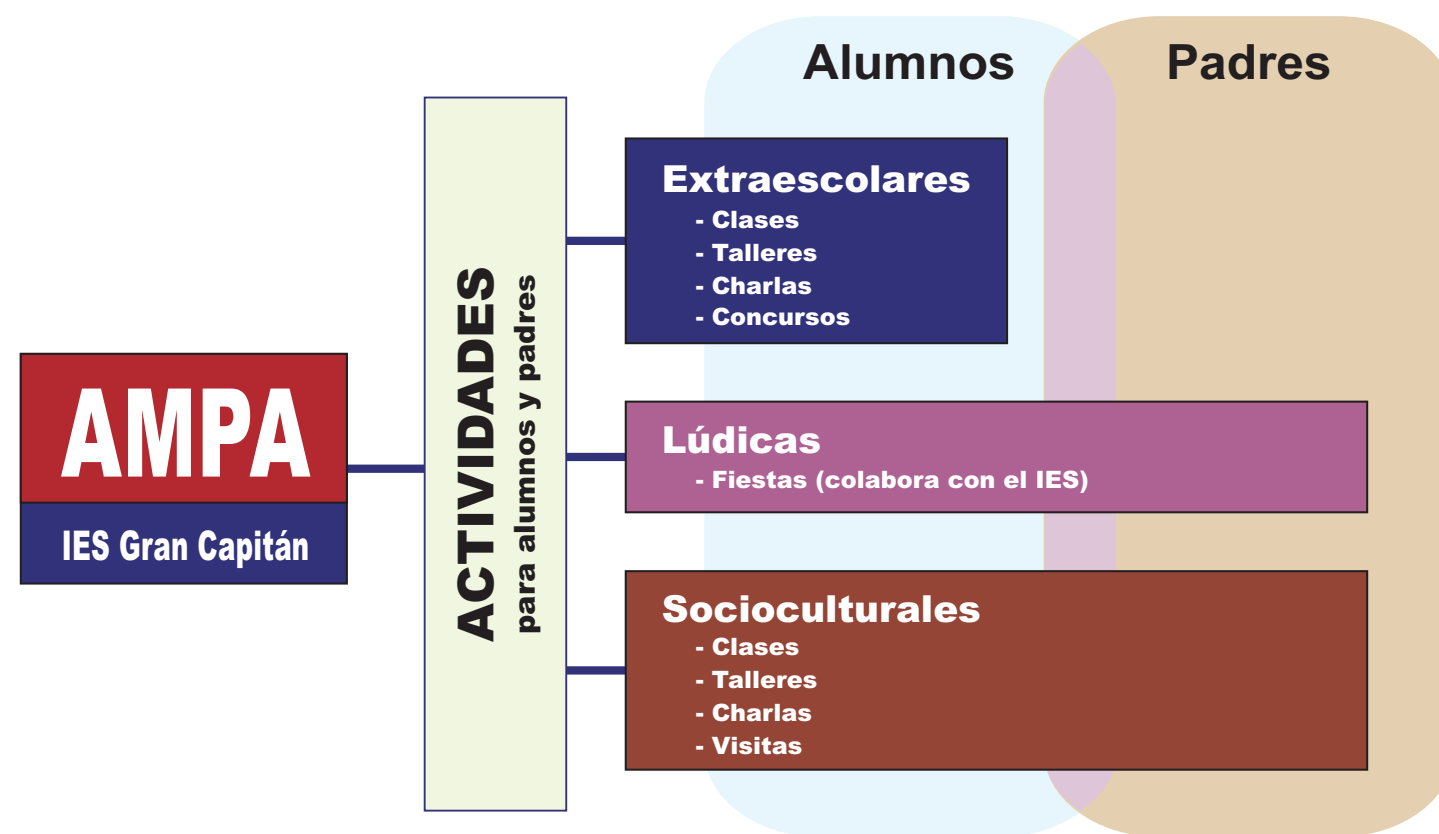 Alumnos
Padres
AMPA
IES Gran Capitán
ACTIVIDADES
para alumnos y padres
Extraescolares
- Clases
- Talleres
- Charlas
- Concursos
Lúdicas
- Fiestas (colabora con el IES)
Socioculturales
- Clases
- Talleres
- Charlas
- Visitas